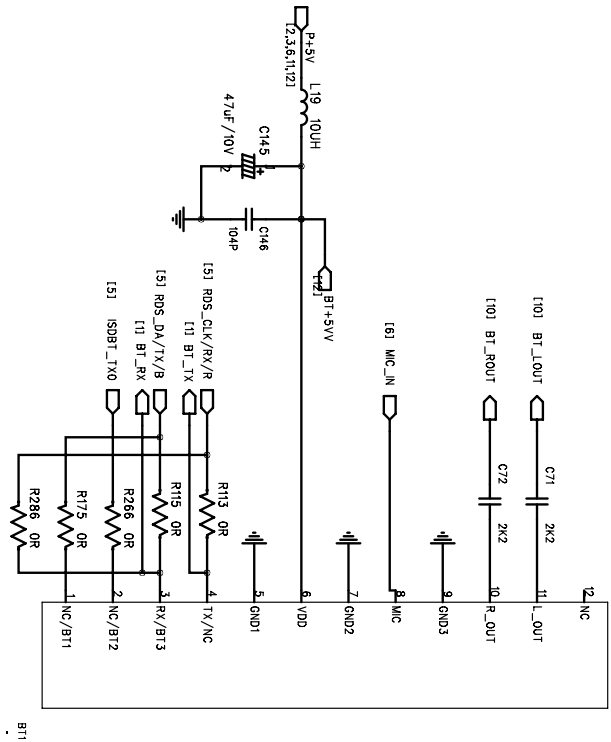 P+5V
[2,3,6,11,12]
L19
10UH
C145
47uF/10V
1
+
2
C146
104P
BT+5VV
[12]
[10] BT_LOUT
[10] BT_ROUT
[6] MIC_IN
[5] RDS_CLK/RX/R
[1] BT_TX
[5] RDS_DA/TX/B
[1] BT_RX
[5] ISDBT_TX0
C71
2K2
C72
2K2
R113
0R
R115
0R
R266
0R
R175
0R
R286
0R
12
NC
11
L_OUT
10
R_OUT
9
GND3
8
MIC
7
GND2
6
VDD
5
GND1
4
TX/NC
3
RX/BT3
2
NC/BT2
1
NC/BT1
BT1
-